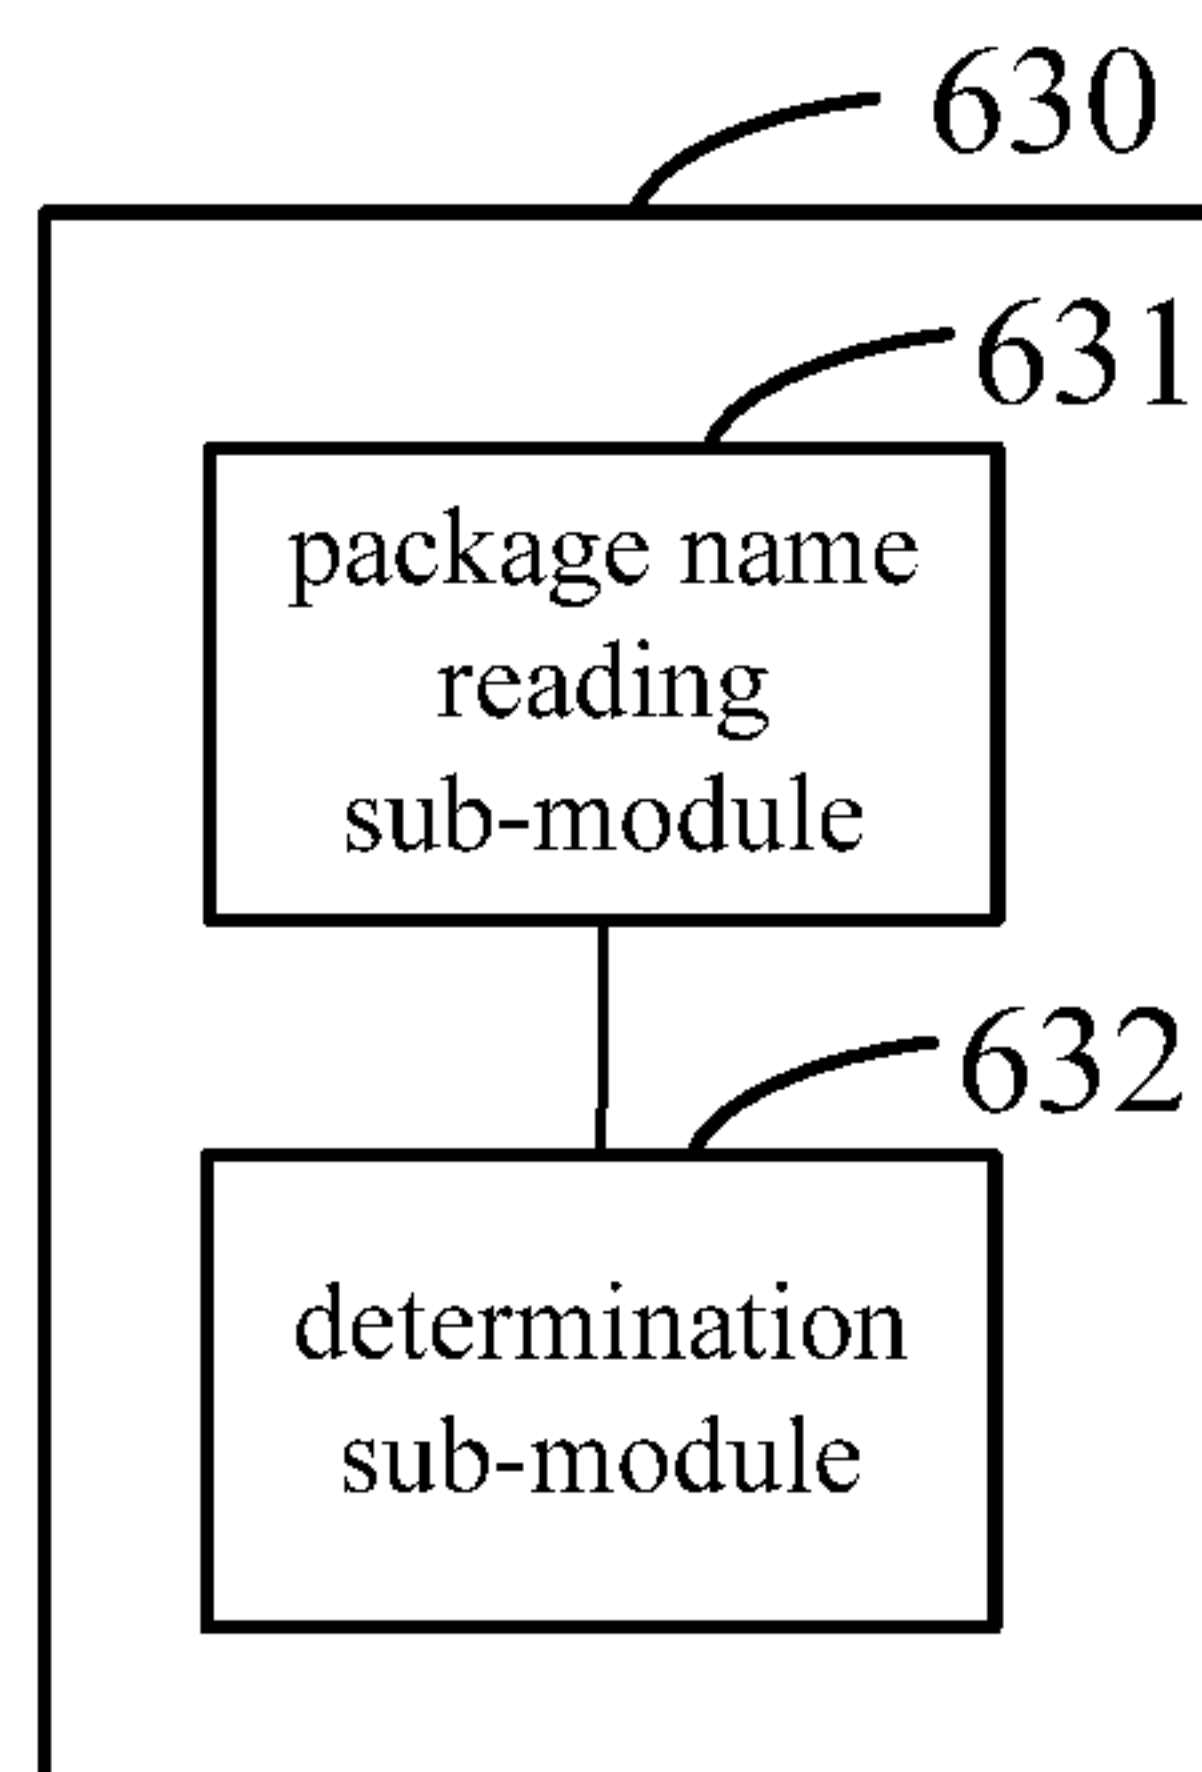 630
631
package name
reading
sub-module
632
determination
sub-module